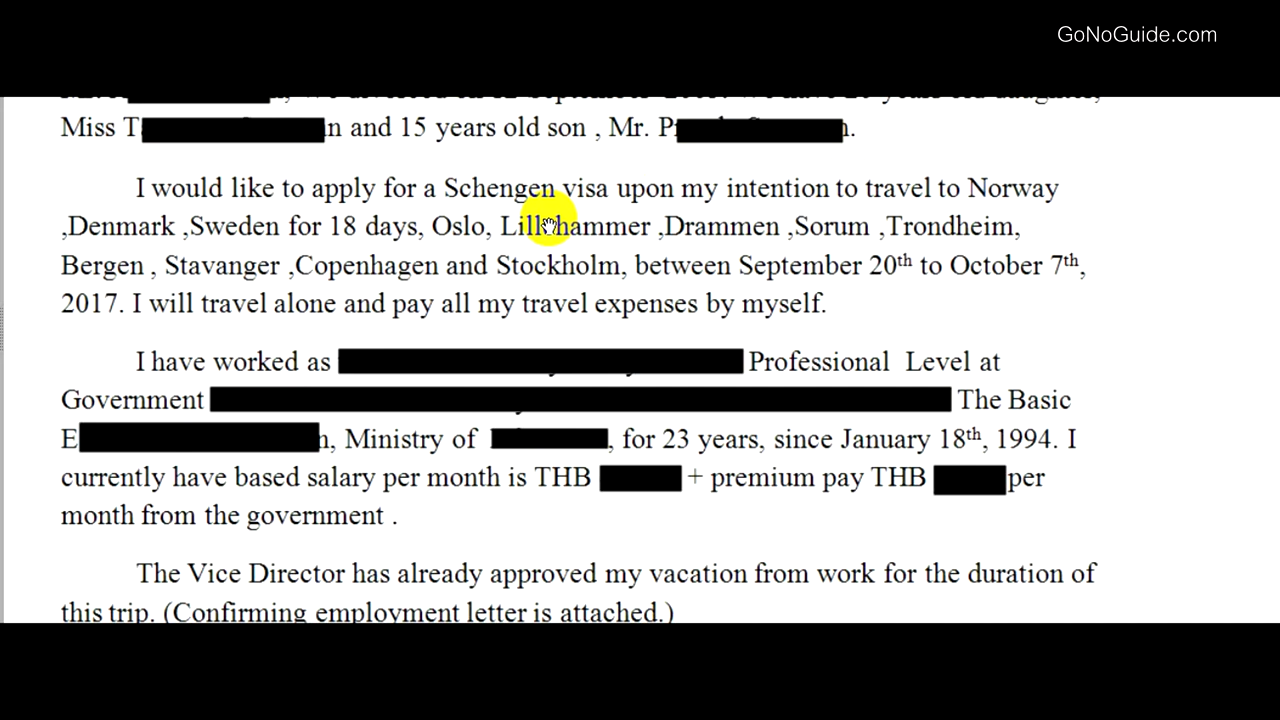 GoNoGuide.com
Miss T n and 15 years old son , Mr. P n.
I would like to apply for a Schengen visa upon my intention to travel to Norway
,Denmark ,Sweden for 18 days, Oslo, Lillehammer ,Drammen ,Sorum ,Trondheim,
Bergen , Stavanger ,Copenhagen and Stockholm, between September 20th to October 7th,
2017. I will travel alone and pay all my travel expenses by myself.
I have worked as Professional Level at
Government The Basic
E n, Ministry of , for 23 years, since January 18th, 1994. I
currently have based salary per month is THB + premium pay THB per
month from the government .
The Vice Director has already approved my vacation from work for the duration of
this trip. (Confirming employment letter is attached.)